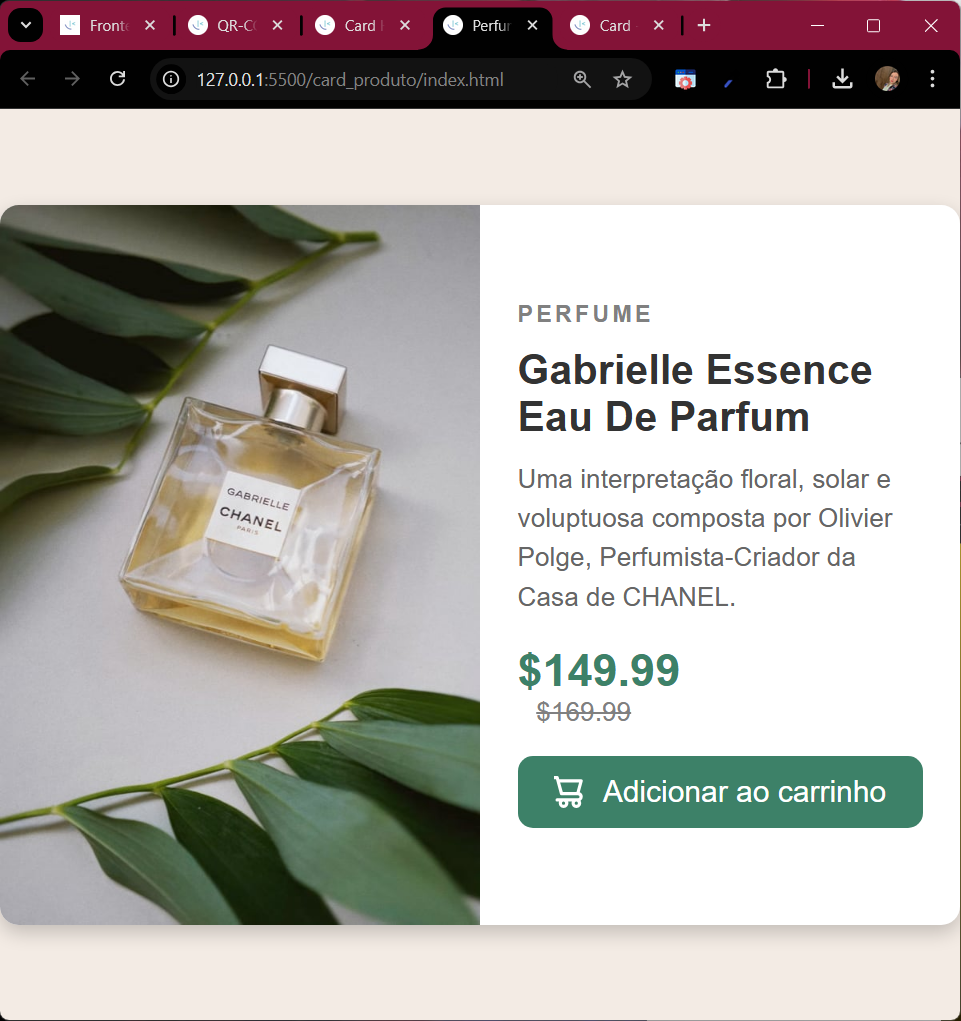 Fronte
QR-CO
Card
Perfur
Card
127.0.0.1:5500/card_produto/index.html
GABRIELLE
CHANEL
PARIS
PERFUME
Gabrielle Essence
Eau De Parfum
Uma interpretação floral, solar e
voluptuosa composta por Olivier
Polge, Perfumista-Criador da
Casa de CHANEL.
$149.99
$169.99
Adicionar ao carrinho